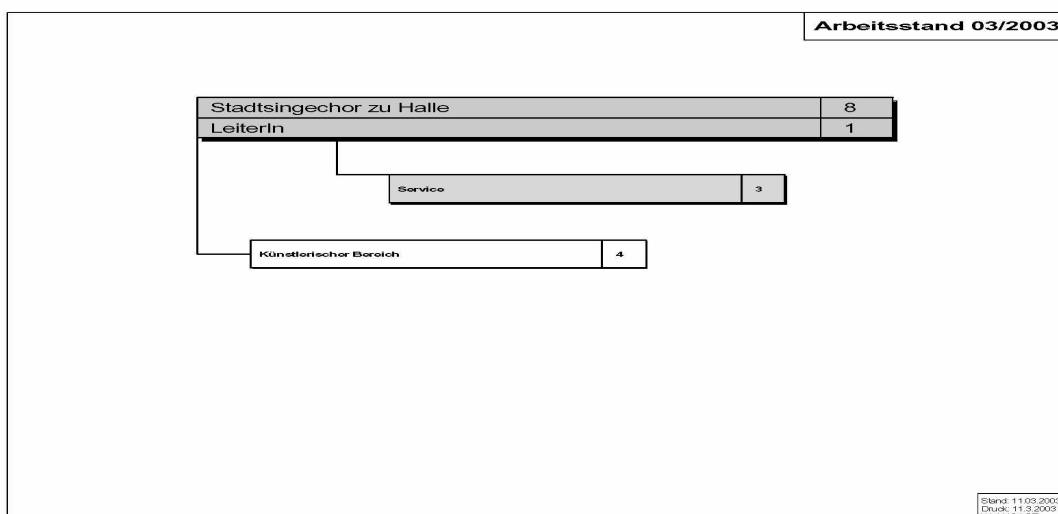 Arbeitsstand 03/2003
Stadtsingechor zu Halle 8
LeiterIn 1
Service 3
Künstlerischer Bereich 4
Stand: 11.03.2003
Druck: 11.3.2003